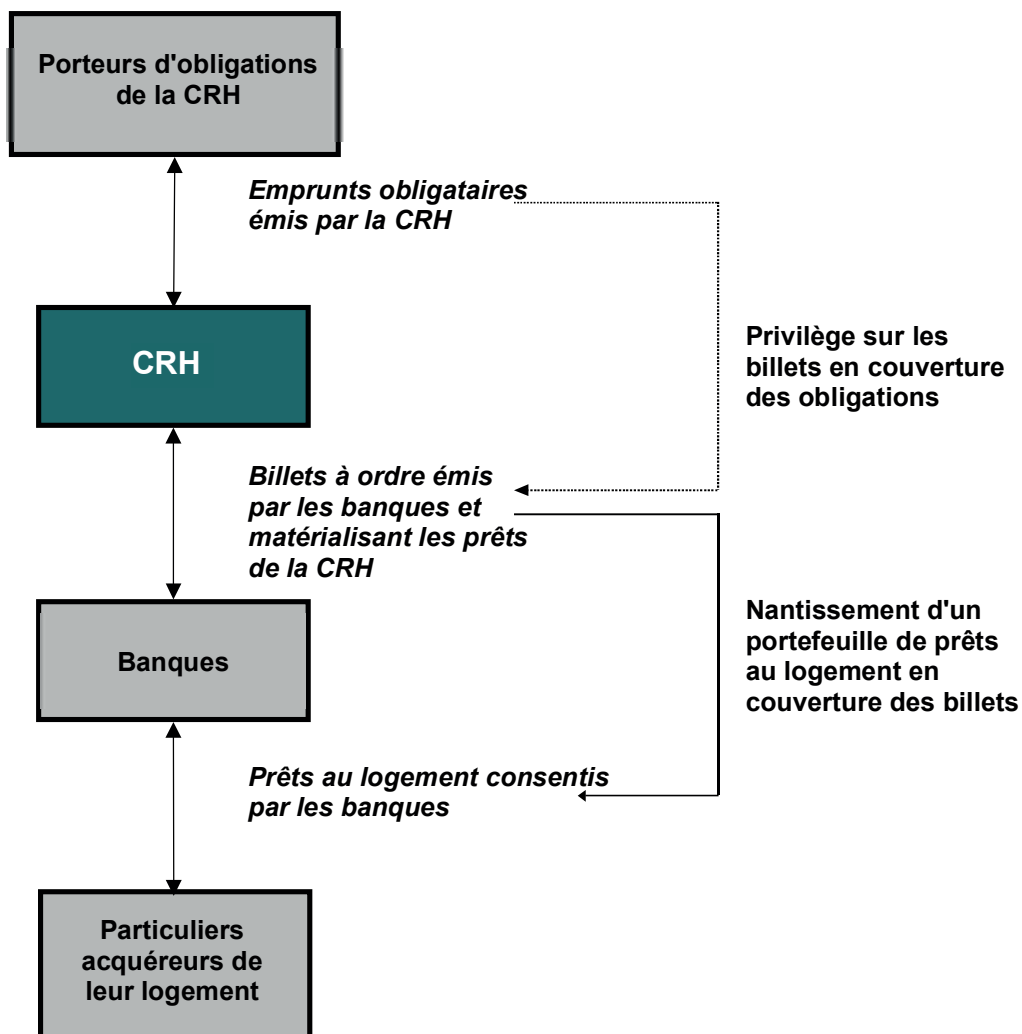 Porteurs d'obligations
de la CRH
Emprunts obligataires
émis par la CRH
CRH
Privilège sur les
billets en couverture
des obligations
Billets à ordre émis
par les banques et
matérialisant les prêts
de la CRH
Banques
Nantissement d'un
portefeuille de prêts
au logement en
couverture des billets
Prêts au logement consentis
par les banques
Particuliers
acquéreurs de
leur logement